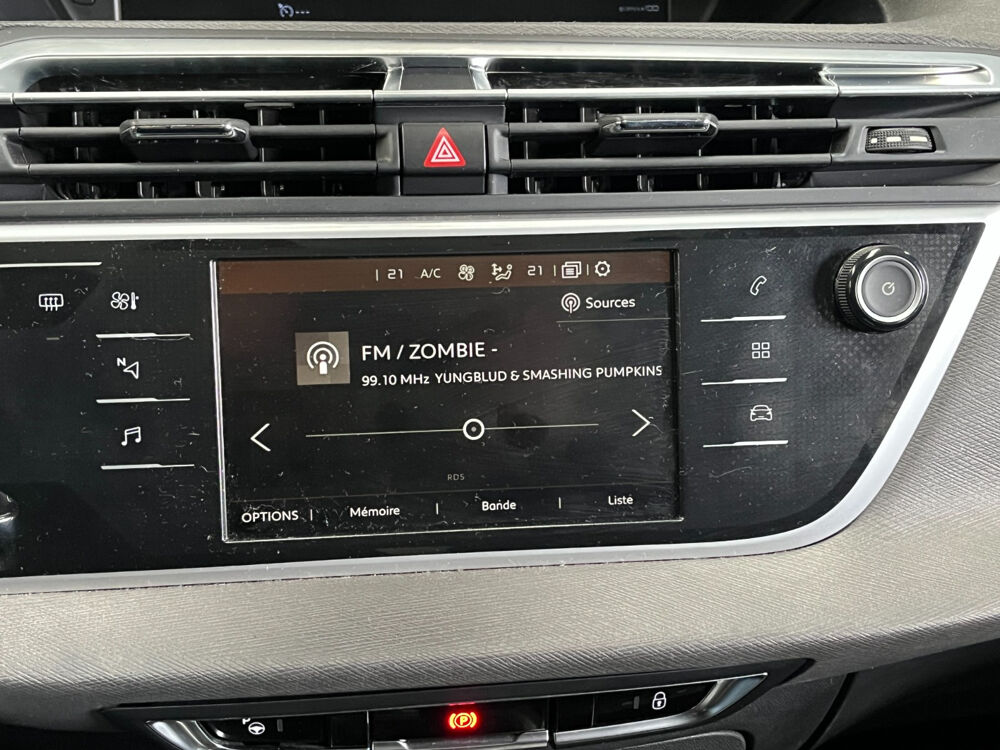 21 A/C 21
Sources
FM / ZOMBIE -
99.10 MHz YUNGBLUD & SMASHING PUMPKINS
RDS
OPTIONS | Mémoire | Bande | Liste
N
P
P